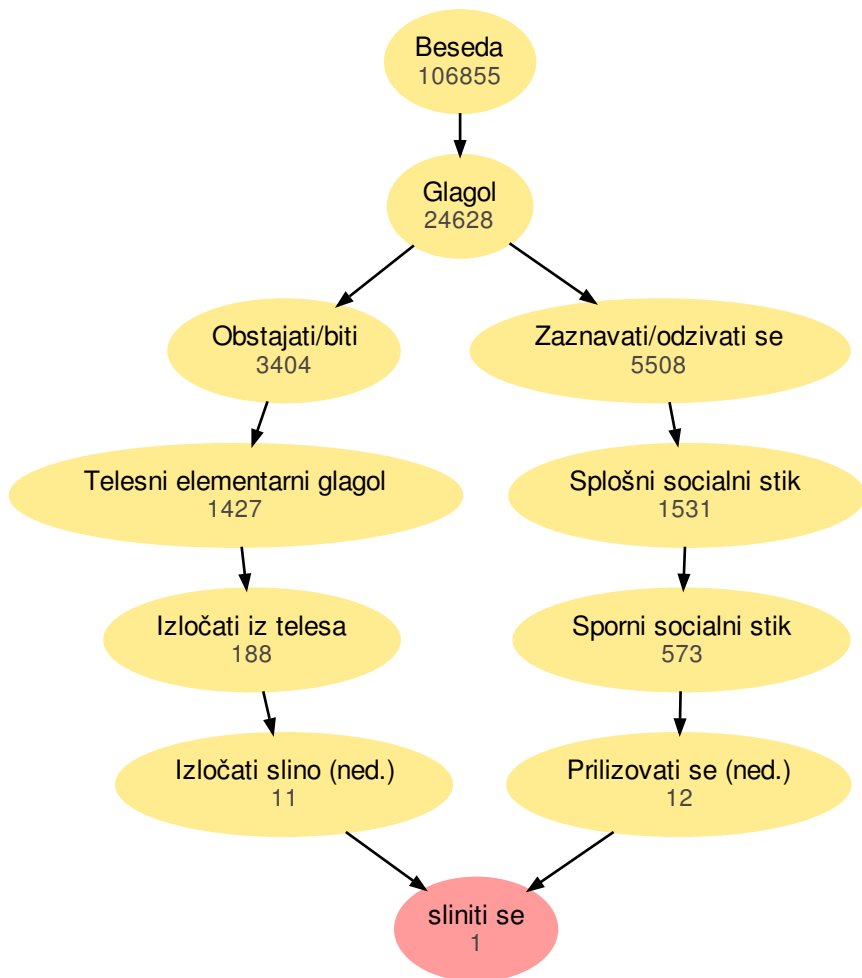 Beseda
106855
Glagol
24628
Obstajati/biti
3404
Zaznavati/odzivati se
5508
Telesni elementarni glagol
1427
Splošni socialni stik
1531
Izločati iz telesa
188
Sporni socialni stik
573
Izločati slino (ned.)
11
Prilizovati se (ned.)
12
sliniti se
1